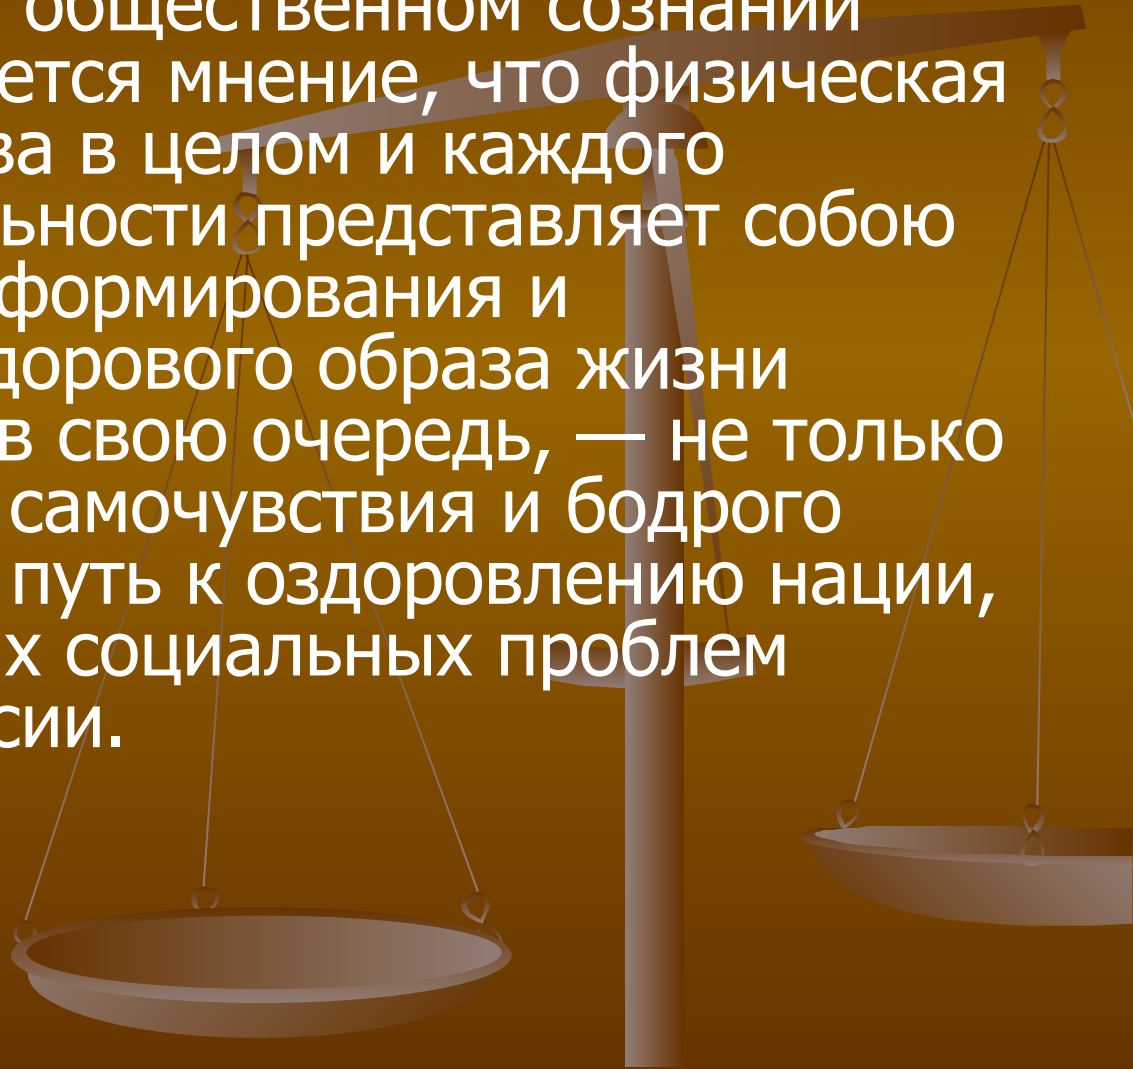 общественном сознании
ется мнение, что физическая
ва в целом и каждого
ьности представляет собою
формирования и
дорового образа жизни
в свою очередь, — не только
самочувствия и бодрого
путь к оздоровлению нации,
х социальных проблем
сии.